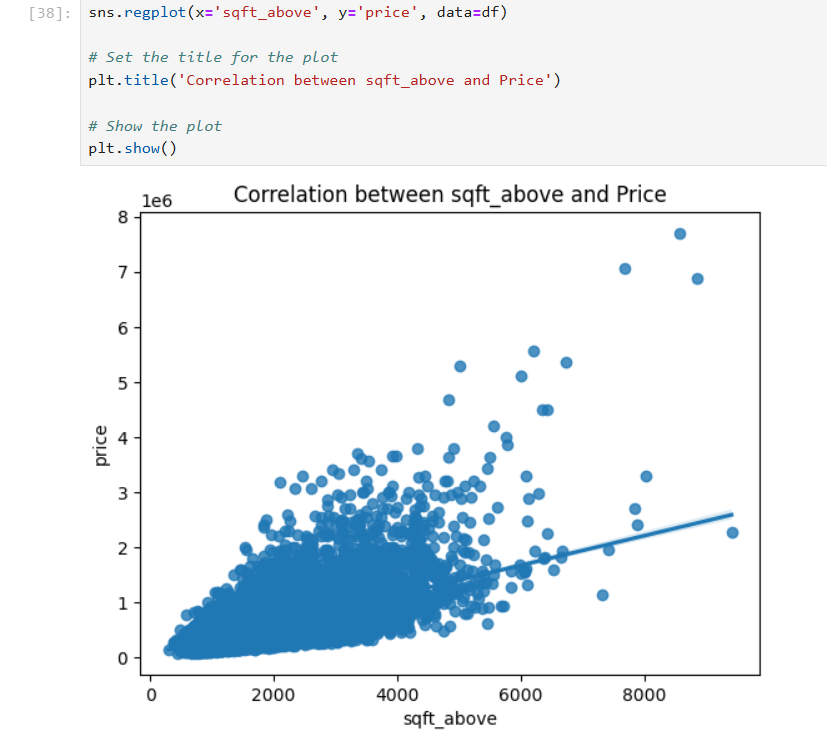 [38]: sns.regplot(x='sqft_above', y='price', data=df)
# Set the title for the plot
plt.title('Correlation between sqft_above and Price')
# Show the plot
plt.show()
Correlation between sqft_above and Price
1e6
8
7
6
5
4
3
2
1
0
price
0 2000 4000 6000 8000
sqft_above